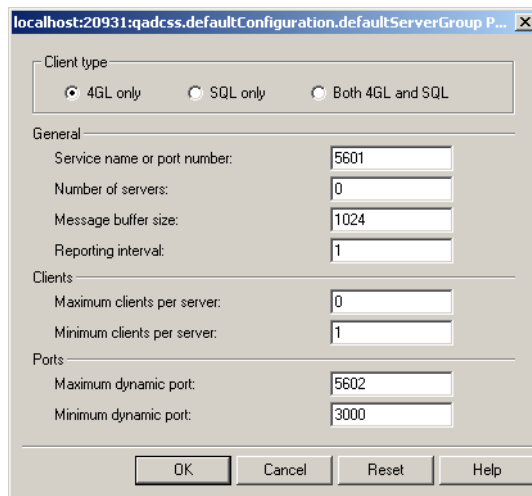 localhost:20931:qadcss.defaultConfiguration.defaultServerGroup P...
Client type
4GL only SQL only Both 4GL and SQL
General
Service name or port number: 5601
Number of servers: 0
Message buffer size: 1024
Reporting interval: 1
Clients
Maximum clients per server: 0
Minimum clients per server: 1
Ports
Maximum dynamic port: 5602
Minimum dynamic port: 3000
OK Cancel Reset Help